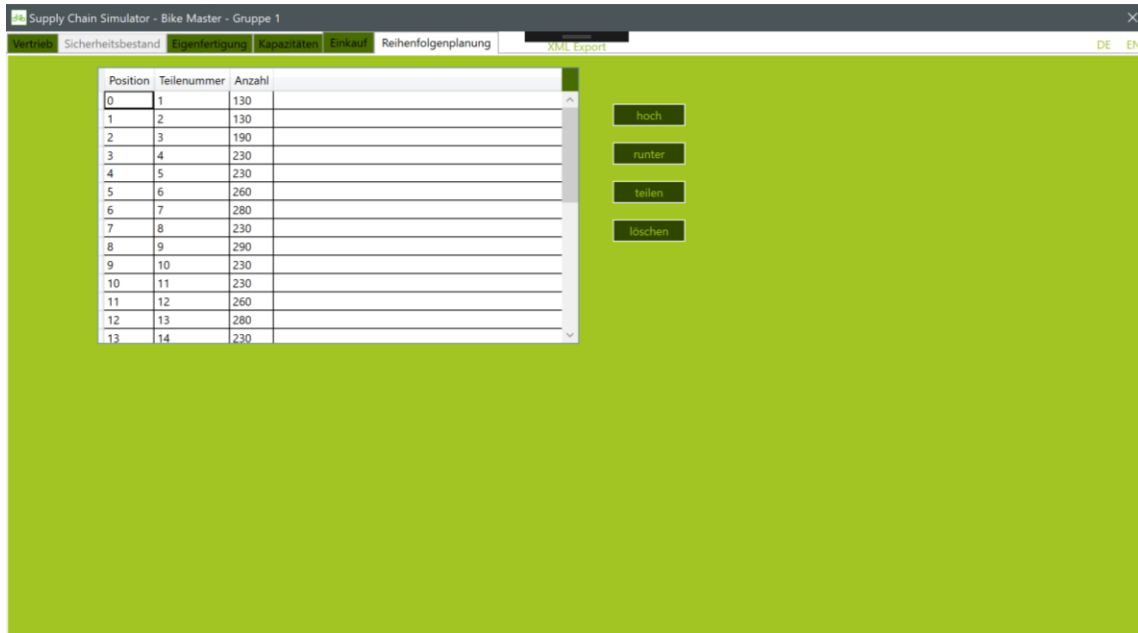 Supply Chain Simulator - Bike Master - Gruppe 1
Vertrieb Sicherheitsbestand Eigenfertigung Kapazitäten Einkauf Reihenfolgenplanung XML Export DE EN
Position Teilenummer Anzahl
0 1 130
1 2 130
2 3 190
3 4 230
4 5 230
5 6 260
6 7 280
7 8 230
8 9 290
9 10 230
10 11 230
11 12 260
12 13 280
13 14 230
hoch
runter
teilen
löschen